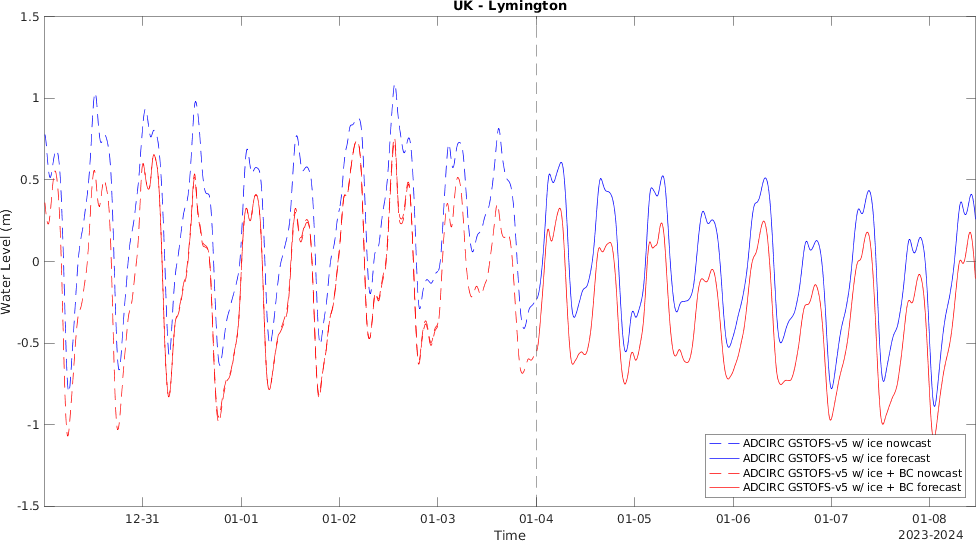 UK - Lymington
1.5
1
0.5
0
-0.5
-1
-1.5
Water Level (m)
12-31
01-01
01-02
01-03
01-04
01-05
01-06
01-07
01-08
Time
2023-2024
ADCIRC GSTOFS-v5 w/ ice nowcast
ADCIRC GSTOFS-v5 w/ ice forecast
ADCIRC GSTOFS-v5 w/ ice + BC nowcast
ADCIRC GSTOFS-v5 w/ ice + BC forecast